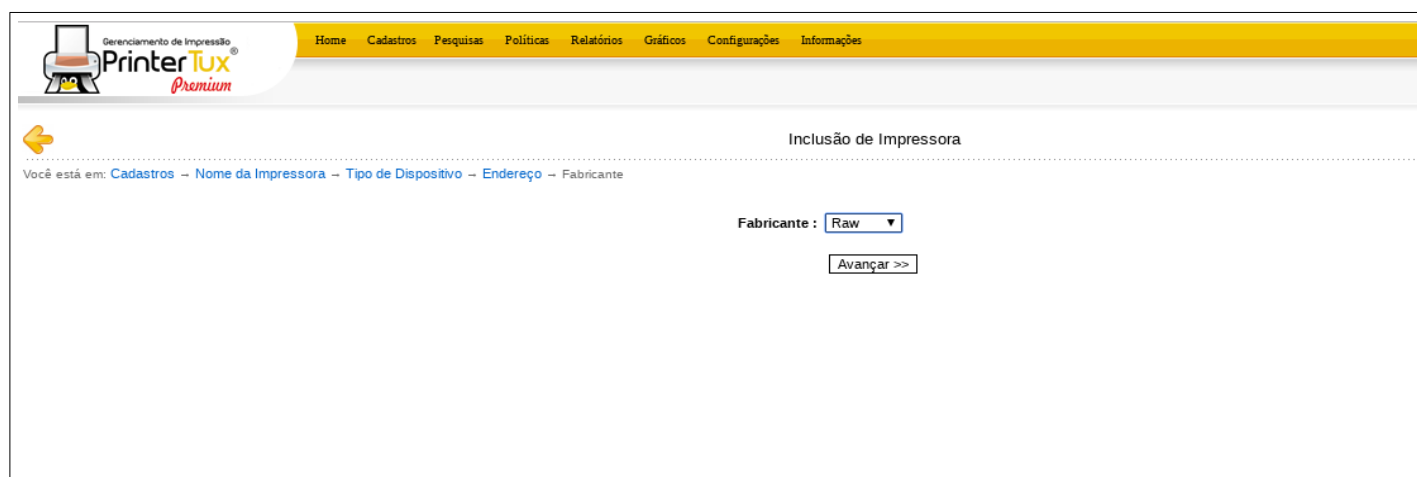 Gerenciamento de Impressão
PrinterTux®
Premium
Home Cadastros Pesquisas Políticas Relatórios Gráficos Configurações Informações
Inclusão de Impressora
Você está em: Cadastros → Nome da Impressora → Tipo de Dispositivo → Endereço → Fabricante
Fabricante : Raw ▼
Avançar >>